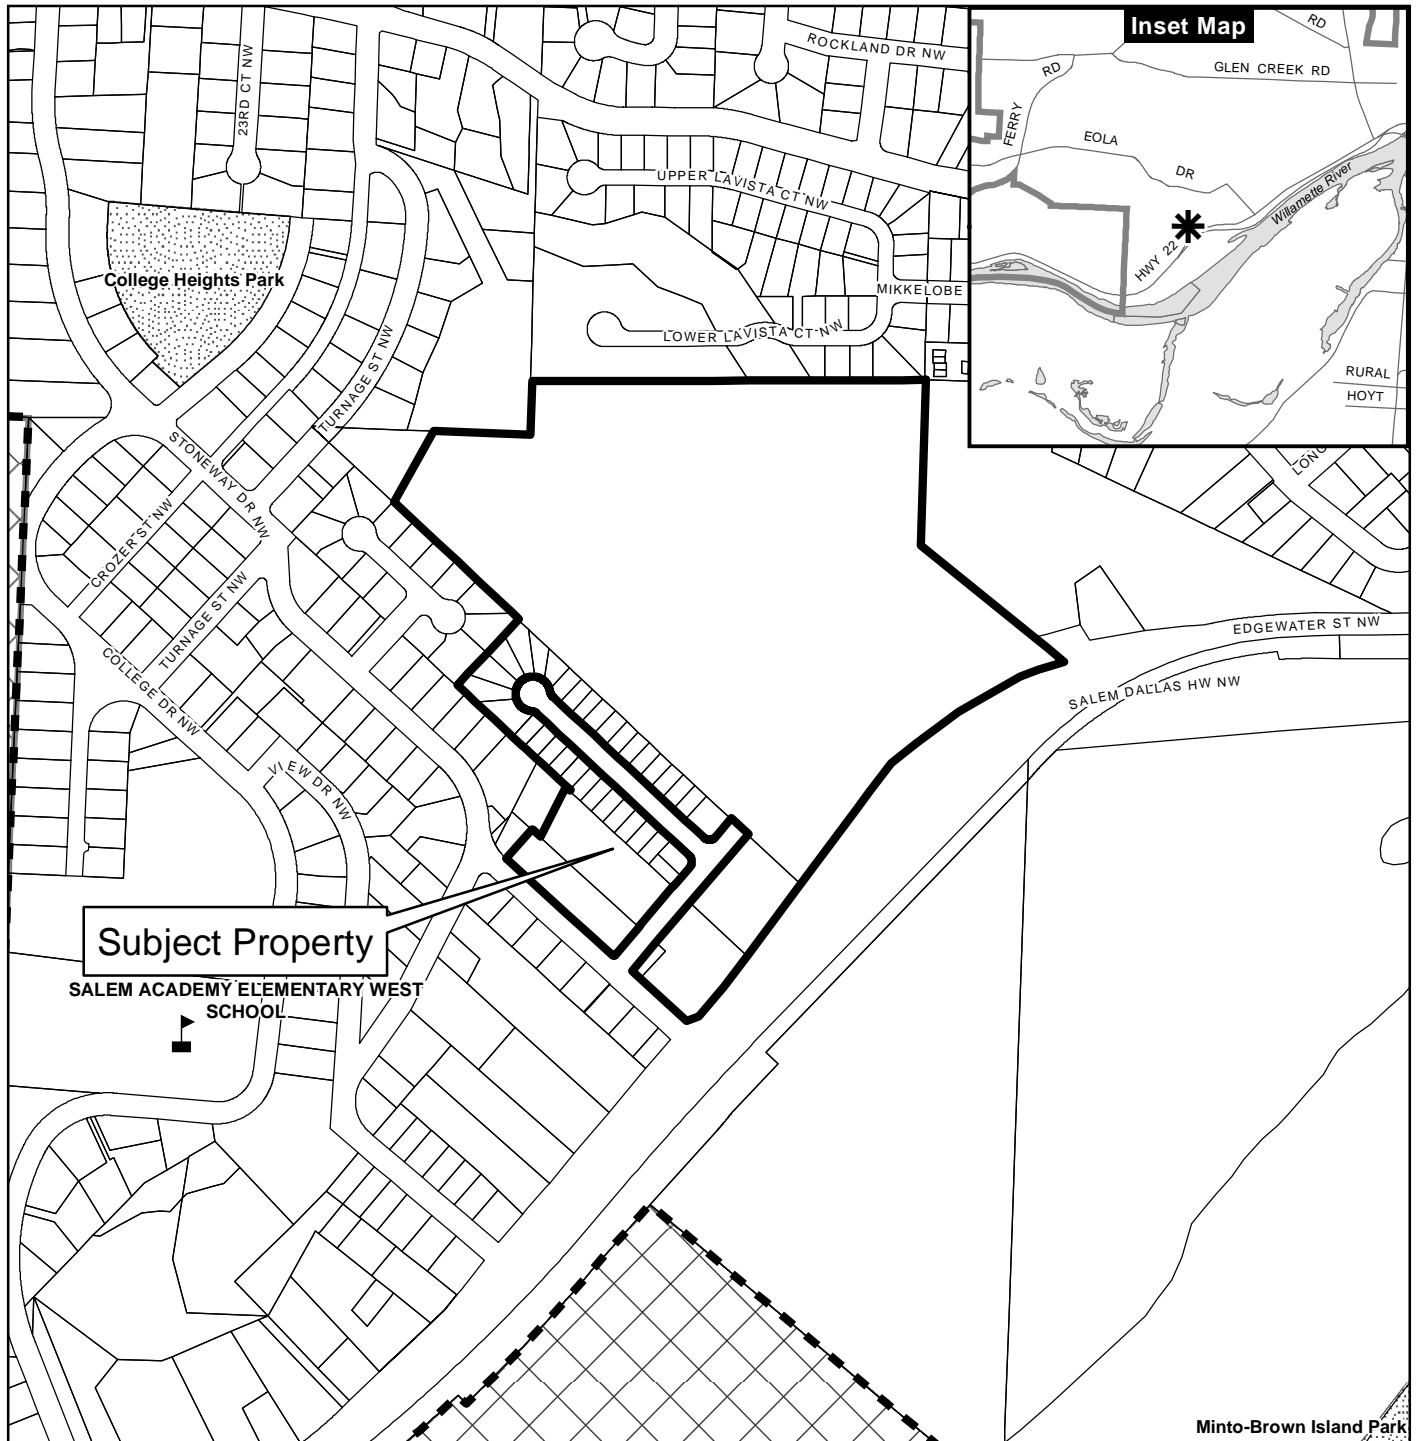 Inset Map
RD
GLEN CREEK RD
RD
FERRY
EOLA
DR
Willamette River
HWY 22
RURAL
HOYT
ROCKLAND DR NW
23RD CT NW
UPPER LAVISTA CT NW
College Heights Park
MIKKELOBE
LOWER LAVISTA CT NW
TURNAGE ST NW
STONEWAY DR NW
LONG
CROZER ST NW
TURNAGE ST NW
EDGEWATER ST NW
COLLEGE DR NW
SALEM DALLAS HW NW
VIEW DR NW
Subject Property
SALEM ACADEMY ELEMENTARY WEST
SCHOOL
Minto-Brown Island Park